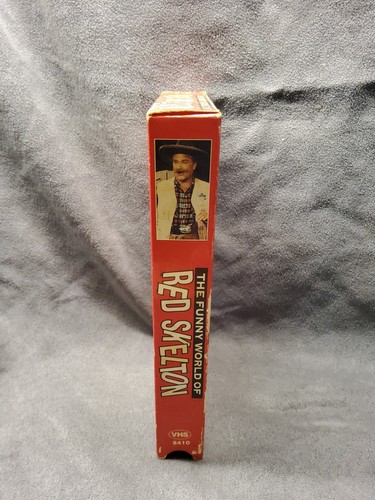 THE FUNNY WORLD OF
RED SKELTON
VHS
8410